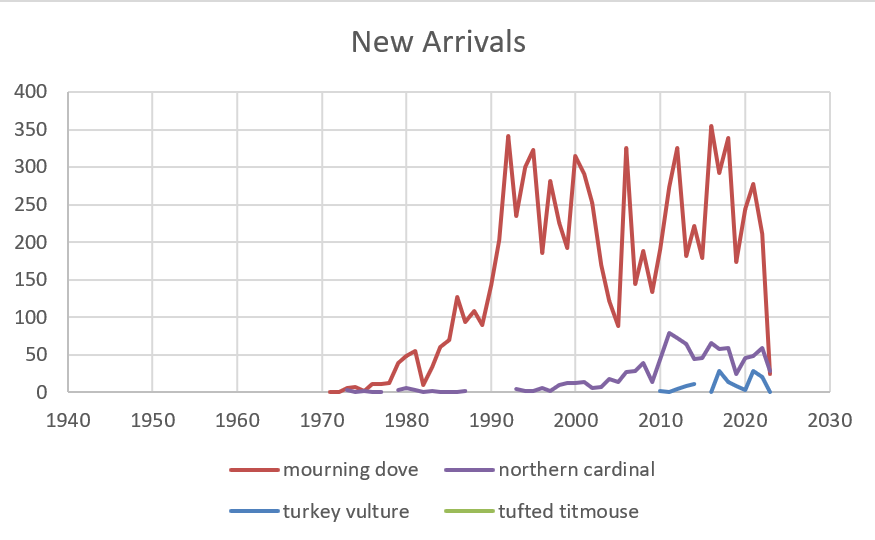 New Arrivals
400
350
300
250
200
150
100
50
0
1940 1950 1960 1970 1980 1990 2000 2010 2020 2030
mourning dove northern cardinal
turkey vulture tufted titmouse